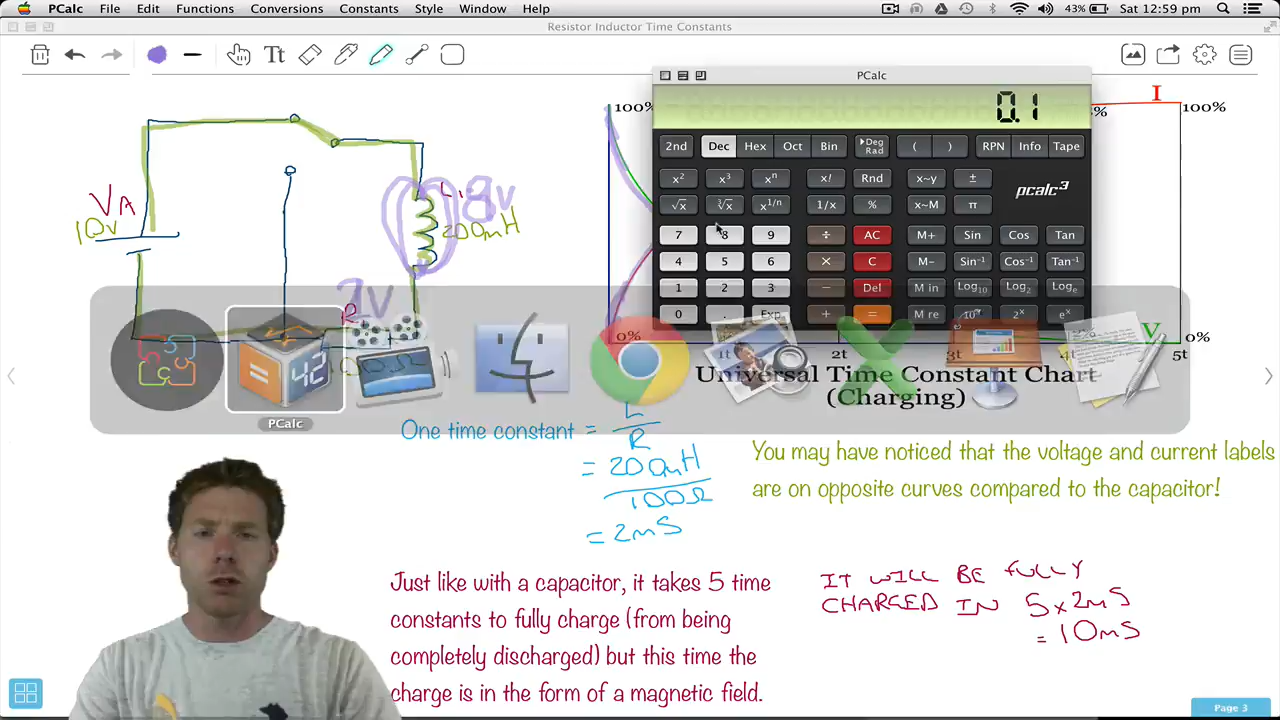 PCalc File Edit Functions Conversions Constants Style Window Help 43% Sat 12:59 pm
Resistor Inductor Time Constants
Tt
PCalc
0.1
2nd Dec Hex Oct Bin Deg Rad ( ) RPN Info Tape
x² x³ xⁿ x! Rnd x~y ± pcalc³
√x ∛x x^1/n 1/x % x~M π
7 8 9 ÷ AC M+ Sin Cos Tan
4 5 6 × C M- Sin⁻¹ Cos⁻¹ Tan⁻¹
1 2 3 − Del M in Log₁₀ Log₂ Logₑ
0 . Exp + = M re 10ˣ 2ˣ eˣ
100% % I 100%
VA
10v
L 8v
200mH
R 2v
0% V 0%
1t 2t 3t 4t 5t
Universal Time Constant Chart
(Charging)
PCalc
One time constant = L
R
= 200mH
100Ω
= 2mS
You may have noticed that the voltage and current labels
are on opposite curves compared to the capacitor!
Just like with a capacitor, it takes 5 time
constants to fully charge (from being
completely discharged) but this time the
charge is in the form of a magnetic field.
IT WILL BE FULLY
CHARGED IN 5x2mS
= 10mS
Page 3